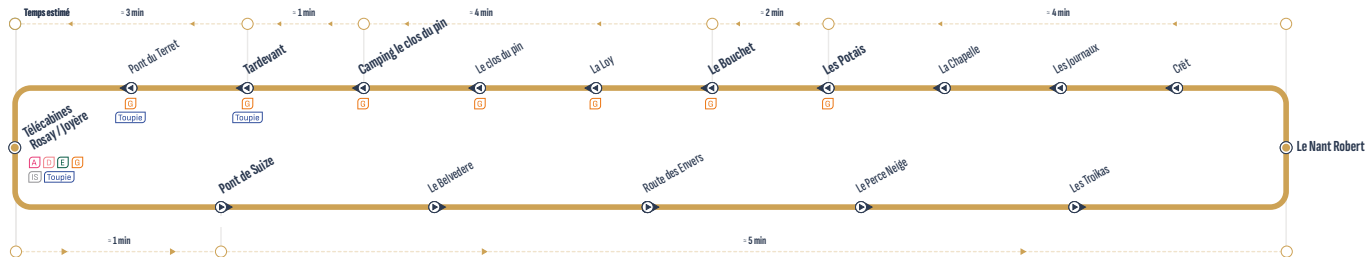 Temps estimé
≈ 3 min
≈ 1 min
≈ 4 min
≈ 2 min
≈ 4 min
Pont du Terret
Tardevant
Camping le clos du pin
Le clos du pin
La Loy
Le Bouchet
Les Potais
La Chapelle
Les Journaux
Crêt
G
G
G
G
G
G
G
Toupie
Toupie
Télécabines
Rosay / Joyère
A D E G
IS Toupie
Le Nant Robert
Pont de Suize
Le Belvedere
Route des Envers
Le Perce Neige
Les Troïkas
≈ 1 min
≈ 5 min